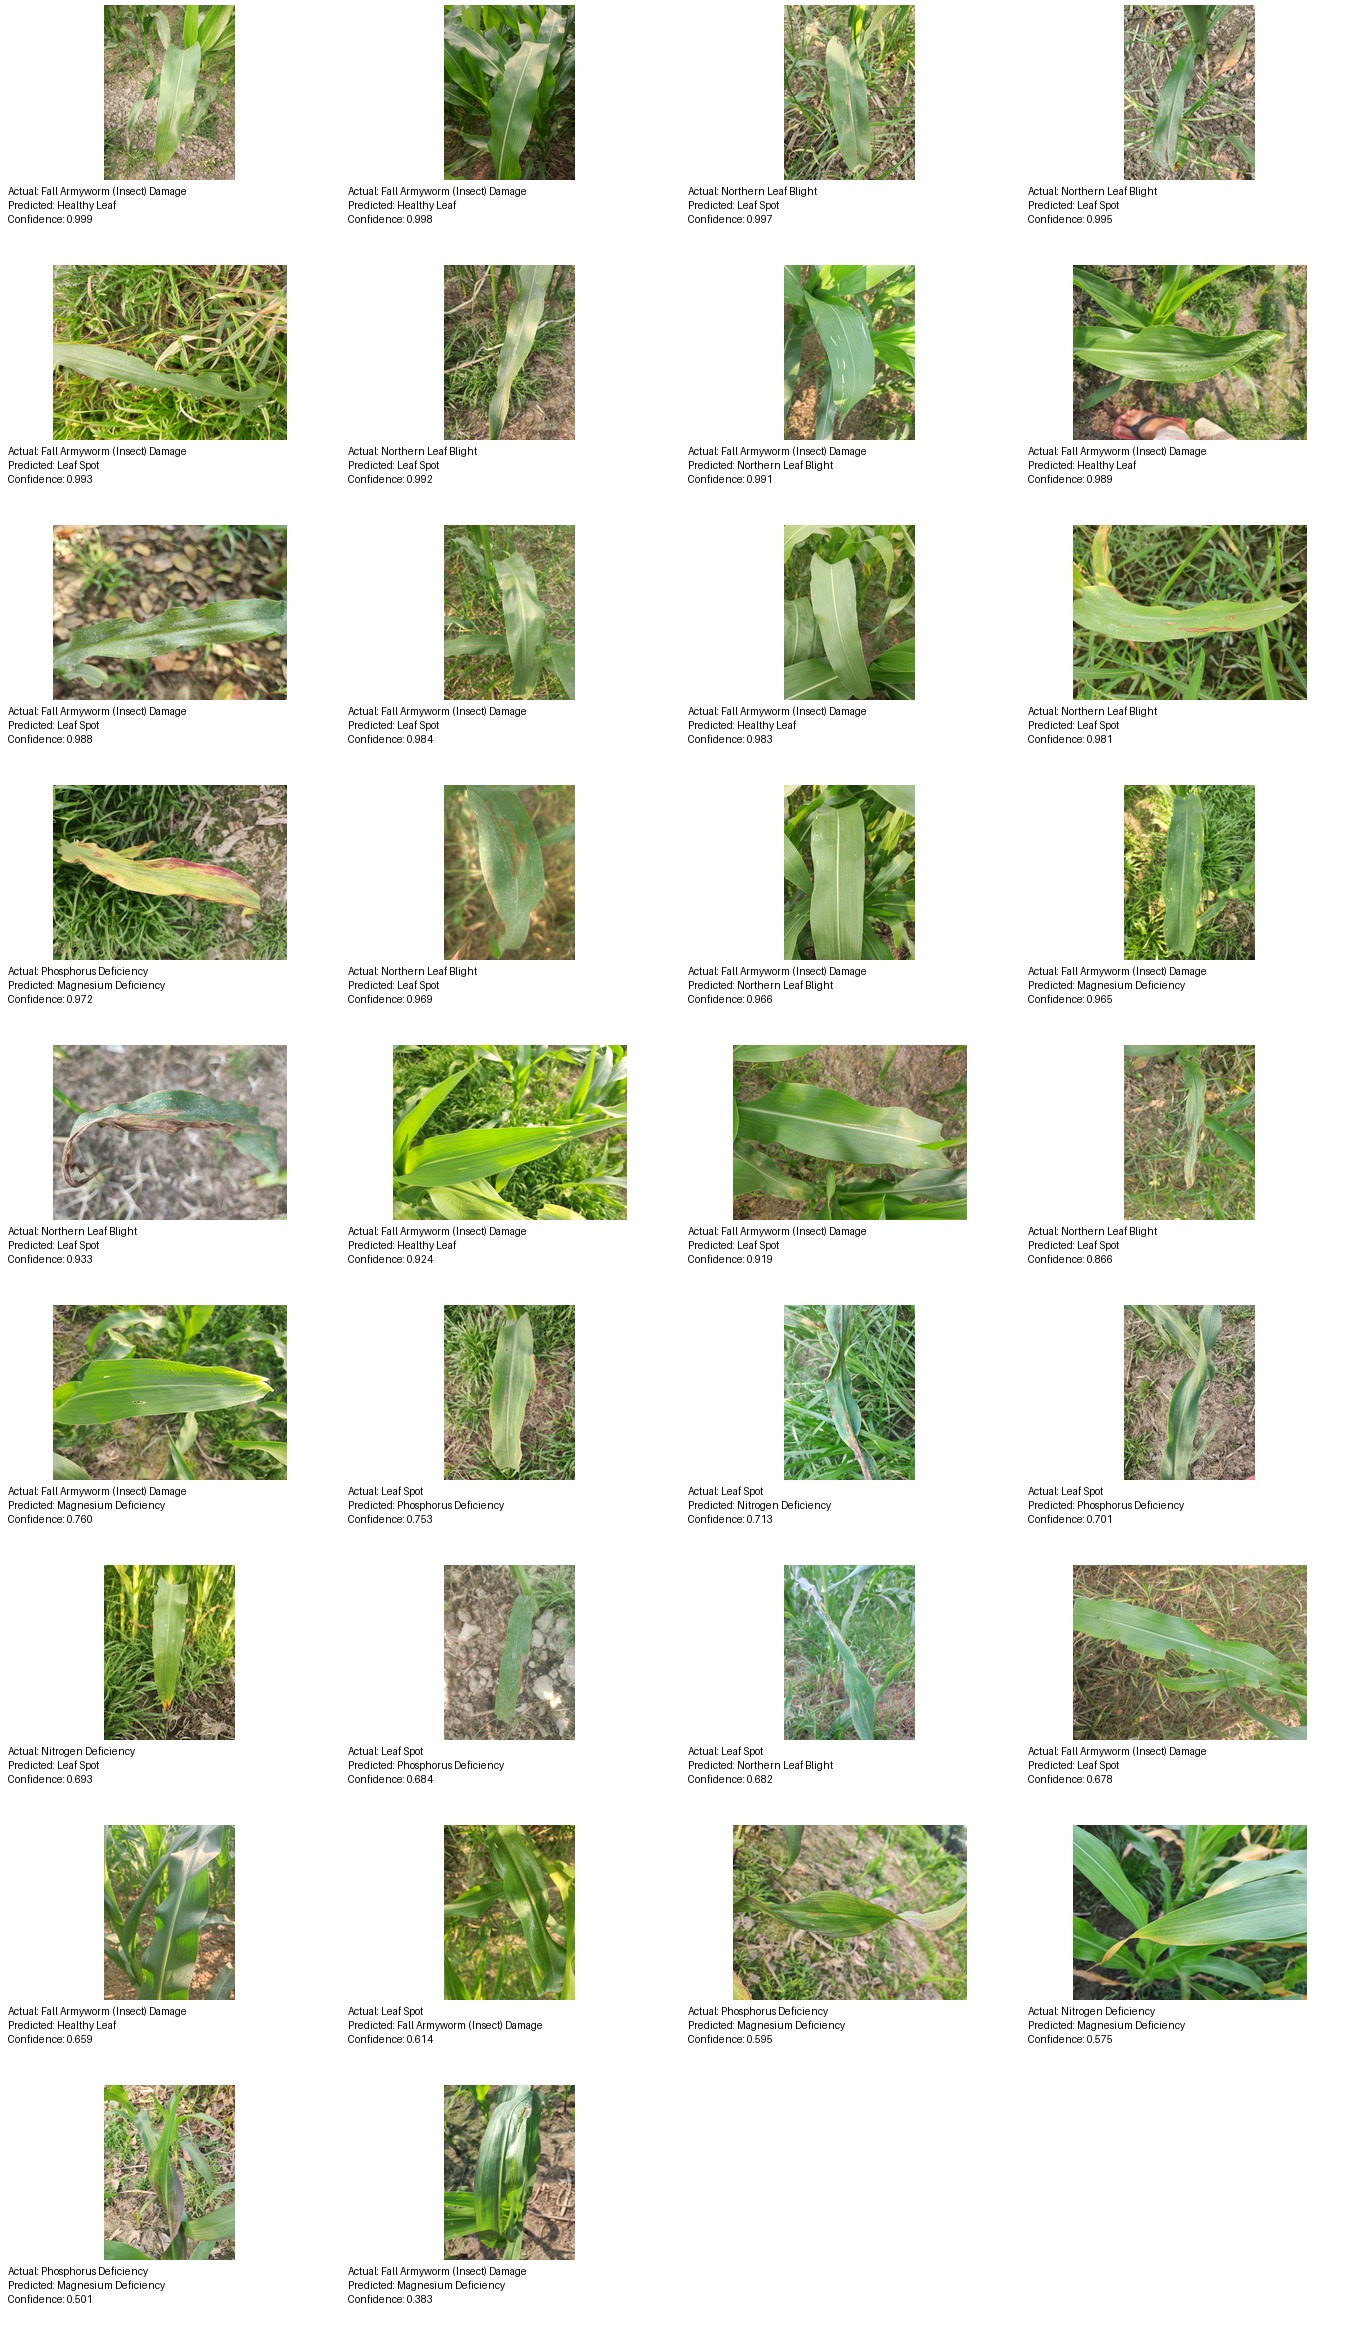 Actual: Fall Armyworm (Insect) Damage
Predicted: Healthy Leaf
Confidence: 0.999
Actual: Fall Armyworm (Insect) Damage
Predicted: Healthy Leaf
Confidence: 0.998
Actual: Northern Leaf Blight
Predicted: Leaf Spot
Confidence: 0.997
Actual: Northern Leaf Blight
Predicted: Leaf Spot
Confidence: 0.995
Actual: Fall Armyworm (Insect) Damage
Predicted: Leaf Spot
Confidence: 0.993
Actual: Northern Leaf Blight
Predicted: Leaf Spot
Confidence: 0.992
Actual: Fall Armyworm (Insect) Damage
Predicted: Northern Leaf Blight
Confidence: 0.991
Actual: Fall Armyworm (Insect) Damage
Predicted: Healthy Leaf
Confidence: 0.989
Actual: Fall Armyworm (Insect) Damage
Predicted: Leaf Spot
Confidence: 0.988
Actual: Fall Armyworm (Insect) Damage
Predicted: Leaf Spot
Confidence: 0.984
Actual: Fall Armyworm (Insect) Damage
Predicted: Healthy Leaf
Confidence: 0.983
Actual: Northern Leaf Blight
Predicted: Leaf Spot
Confidence: 0.981
Actual: Phosphorus Deficiency
Predicted: Magnesium Deficiency
Confidence: 0.972
Actual: Northern Leaf Blight
Predicted: Leaf Spot
Confidence: 0.969
Actual: Fall Armyworm (Insect) Damage
Predicted: Northern Leaf Blight
Confidence: 0.966
Actual: Fall Armyworm (Insect) Damage
Predicted: Magnesium Deficiency
Confidence: 0.965
Actual: Northern Leaf Blight
Predicted: Leaf Spot
Confidence: 0.933
Actual: Fall Armyworm (Insect) Damage
Predicted: Healthy Leaf
Confidence: 0.924
Actual: Fall Armyworm (Insect) Damage
Predicted: Leaf Spot
Confidence: 0.919
Actual: Northern Leaf Blight
Predicted: Leaf Spot
Confidence: 0.866
Actual: Fall Armyworm (Insect) Damage
Predicted: Magnesium Deficiency
Confidence: 0.760
Actual: Leaf Spot
Predicted: Phosphorus Deficiency
Confidence: 0.753
Actual: Leaf Spot
Predicted: Nitrogen Deficiency
Confidence: 0.713
Actual: Leaf Spot
Predicted: Phosphorus Deficiency
Confidence: 0.701
Actual: Nitrogen Deficiency
Predicted: Leaf Spot
Confidence: 0.693
Actual: Leaf Spot
Predicted: Phosphorus Deficiency
Confidence: 0.684
Actual: Leaf Spot
Predicted: Northern Leaf Blight
Confidence: 0.682
Actual: Fall Armyworm (Insect) Damage
Predicted: Leaf Spot
Confidence: 0.678
Actual: Fall Armyworm (Insect) Damage
Predicted: Healthy Leaf
Confidence: 0.659
Actual: Leaf Spot
Predicted: Fall Armyworm (Insect) Damage
Confidence: 0.614
Actual: Phosphorus Deficiency
Predicted: Magnesium Deficiency
Confidence: 0.595
Actual: Nitrogen Deficiency
Predicted: Magnesium Deficiency
Confidence: 0.575
Actual: Phosphorus Deficiency
Predicted: Magnesium Deficiency
Confidence: 0.501
Actual: Fall Armyworm (Insect) Damage
Predicted: Magnesium Deficiency
Confidence: 0.383